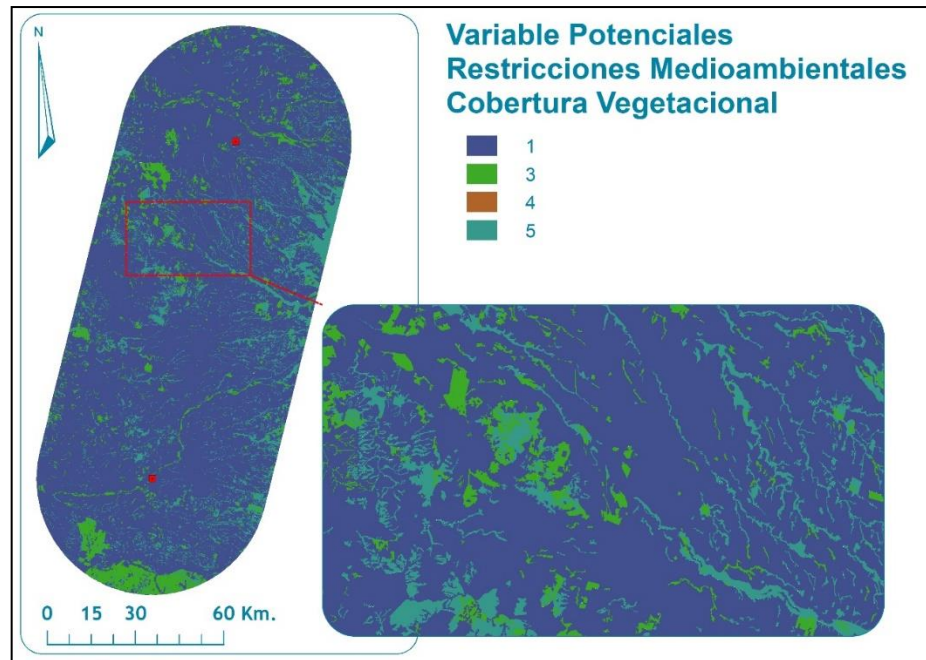 N
Variable Potenciales
Restricciones Medioambientales
Cobertura Vegetacional
1
3
4
5
0 15 30 60 Km.